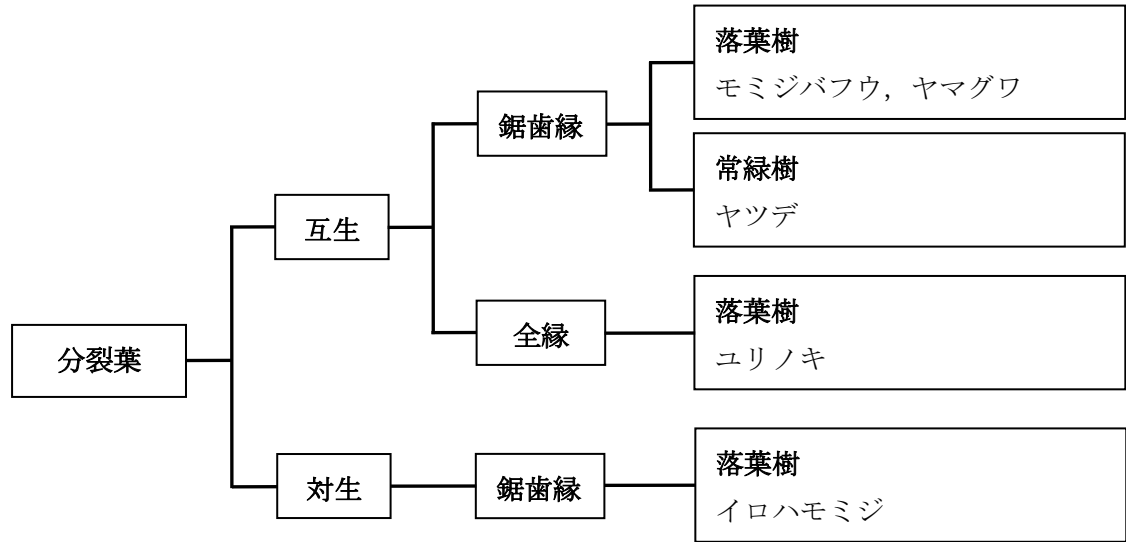 分裂葉
互生
対生
鋸歯縁
全縁
鋸歯縁
落葉樹
モミジバフウ，ヤマグワ
常緑樹
ヤツデ
落葉樹
ユリノキ
落葉樹
イロハモミジ